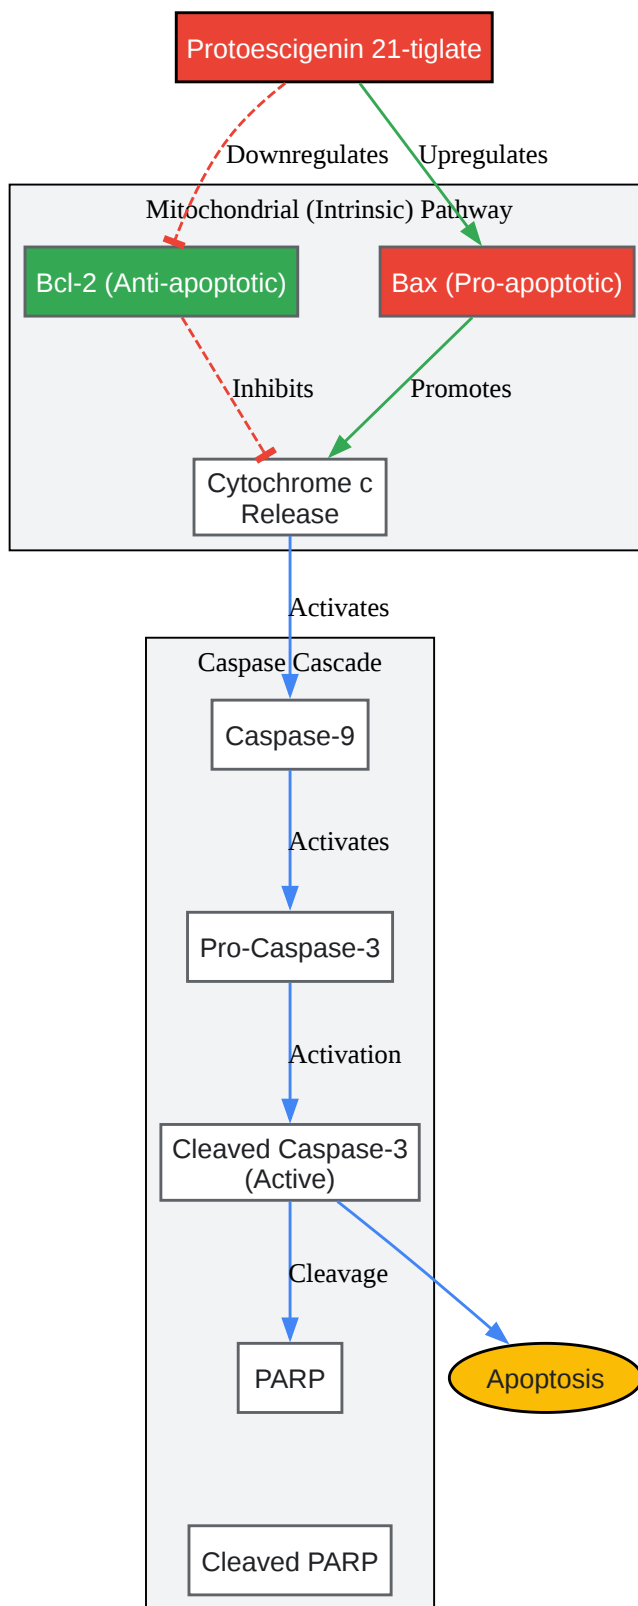 Protoescigenin 21-tiglate
Downregulates
Upregulates
Mitochondrial (Intrinsic) Pathway
Bcl-2 (Anti-apoptotic)
Bax (Pro-apoptotic)
Inhibits
Promotes
Cytochrome c
Release
Activates
Caspase Cascade
Caspase-9
Activates
Pro-Caspase-3
Activation
Cleaved Caspase-3
(Active)
Cleavage
PARP
Apoptosis
Cleaved PARP